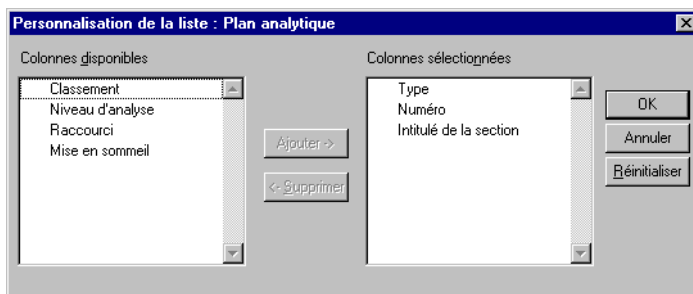 Personnalisation de la liste : Plan analytique
Colonnes disponibles
Classement
Niveau d'analyse
Raccourci
Mise en sommeil
Ajouter ->
<- Supprimer
Colonnes sélectionnées
Type
Numéro
Intitulé de la section
OK
Annuler
Réinitialiser